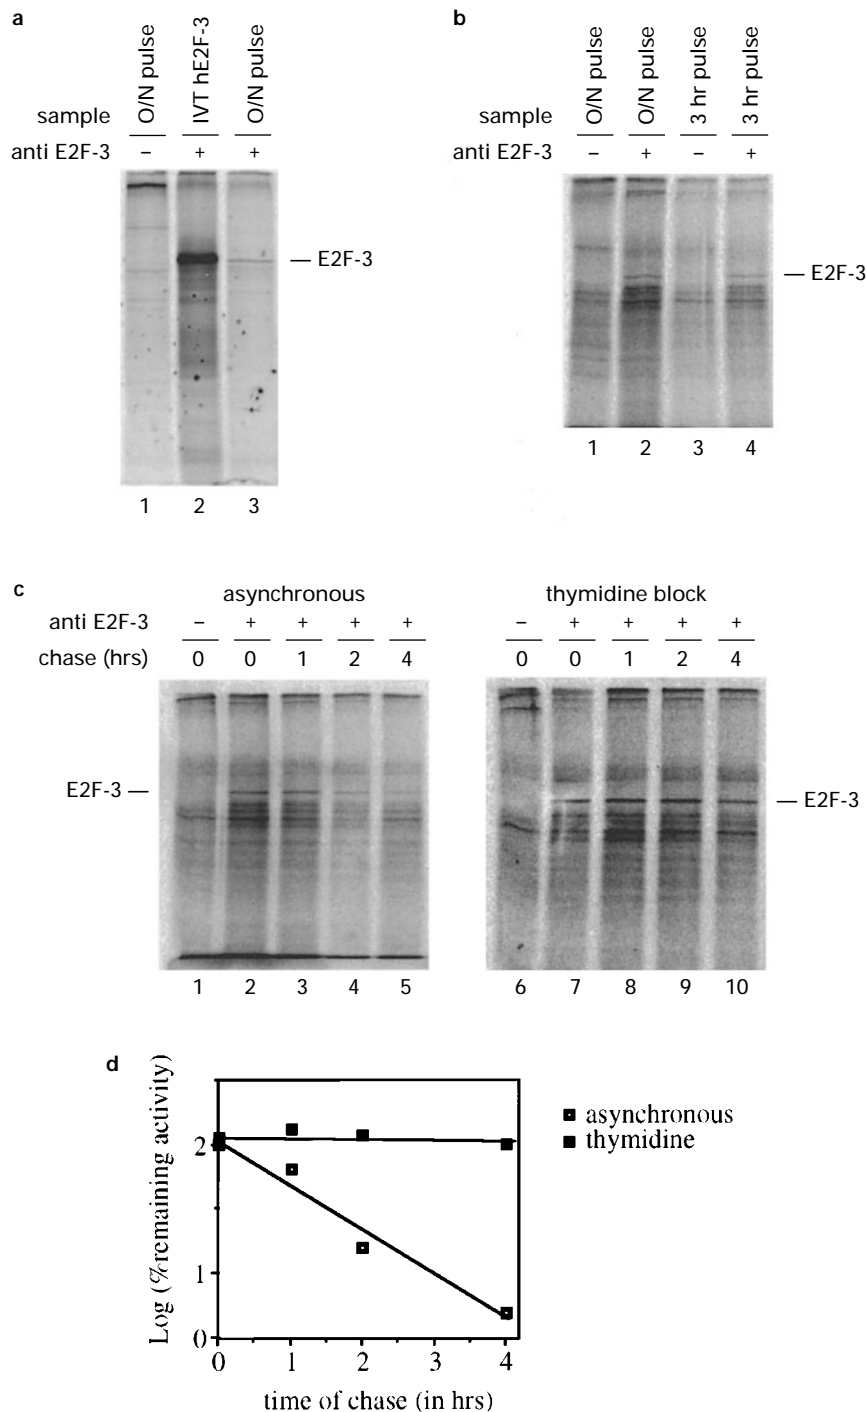 a
sample
O/N pulse
IVT hE2F-3
O/N pulse
anti E2F-3 – + +
E2F-3
1 2 3
b
sample
O/N pulse
O/N pulse
3 hr pulse
3 hr pulse
anti E2F-3 – + – +
E2F-3
1 2 3 4
c
asynchronous
anti E2F-3 – + + + +
chase (hrs) 0 0 1 2 4
E2F-3
1 2 3 4 5
thymidine block
– + + + +
0 0 1 2 4
E2F-3
6 7 8 9 10
d
Log (%remaining activity)
2
1
0
0 1 2 3 4
time of chase (in hrs)
asynchronous
thymidine